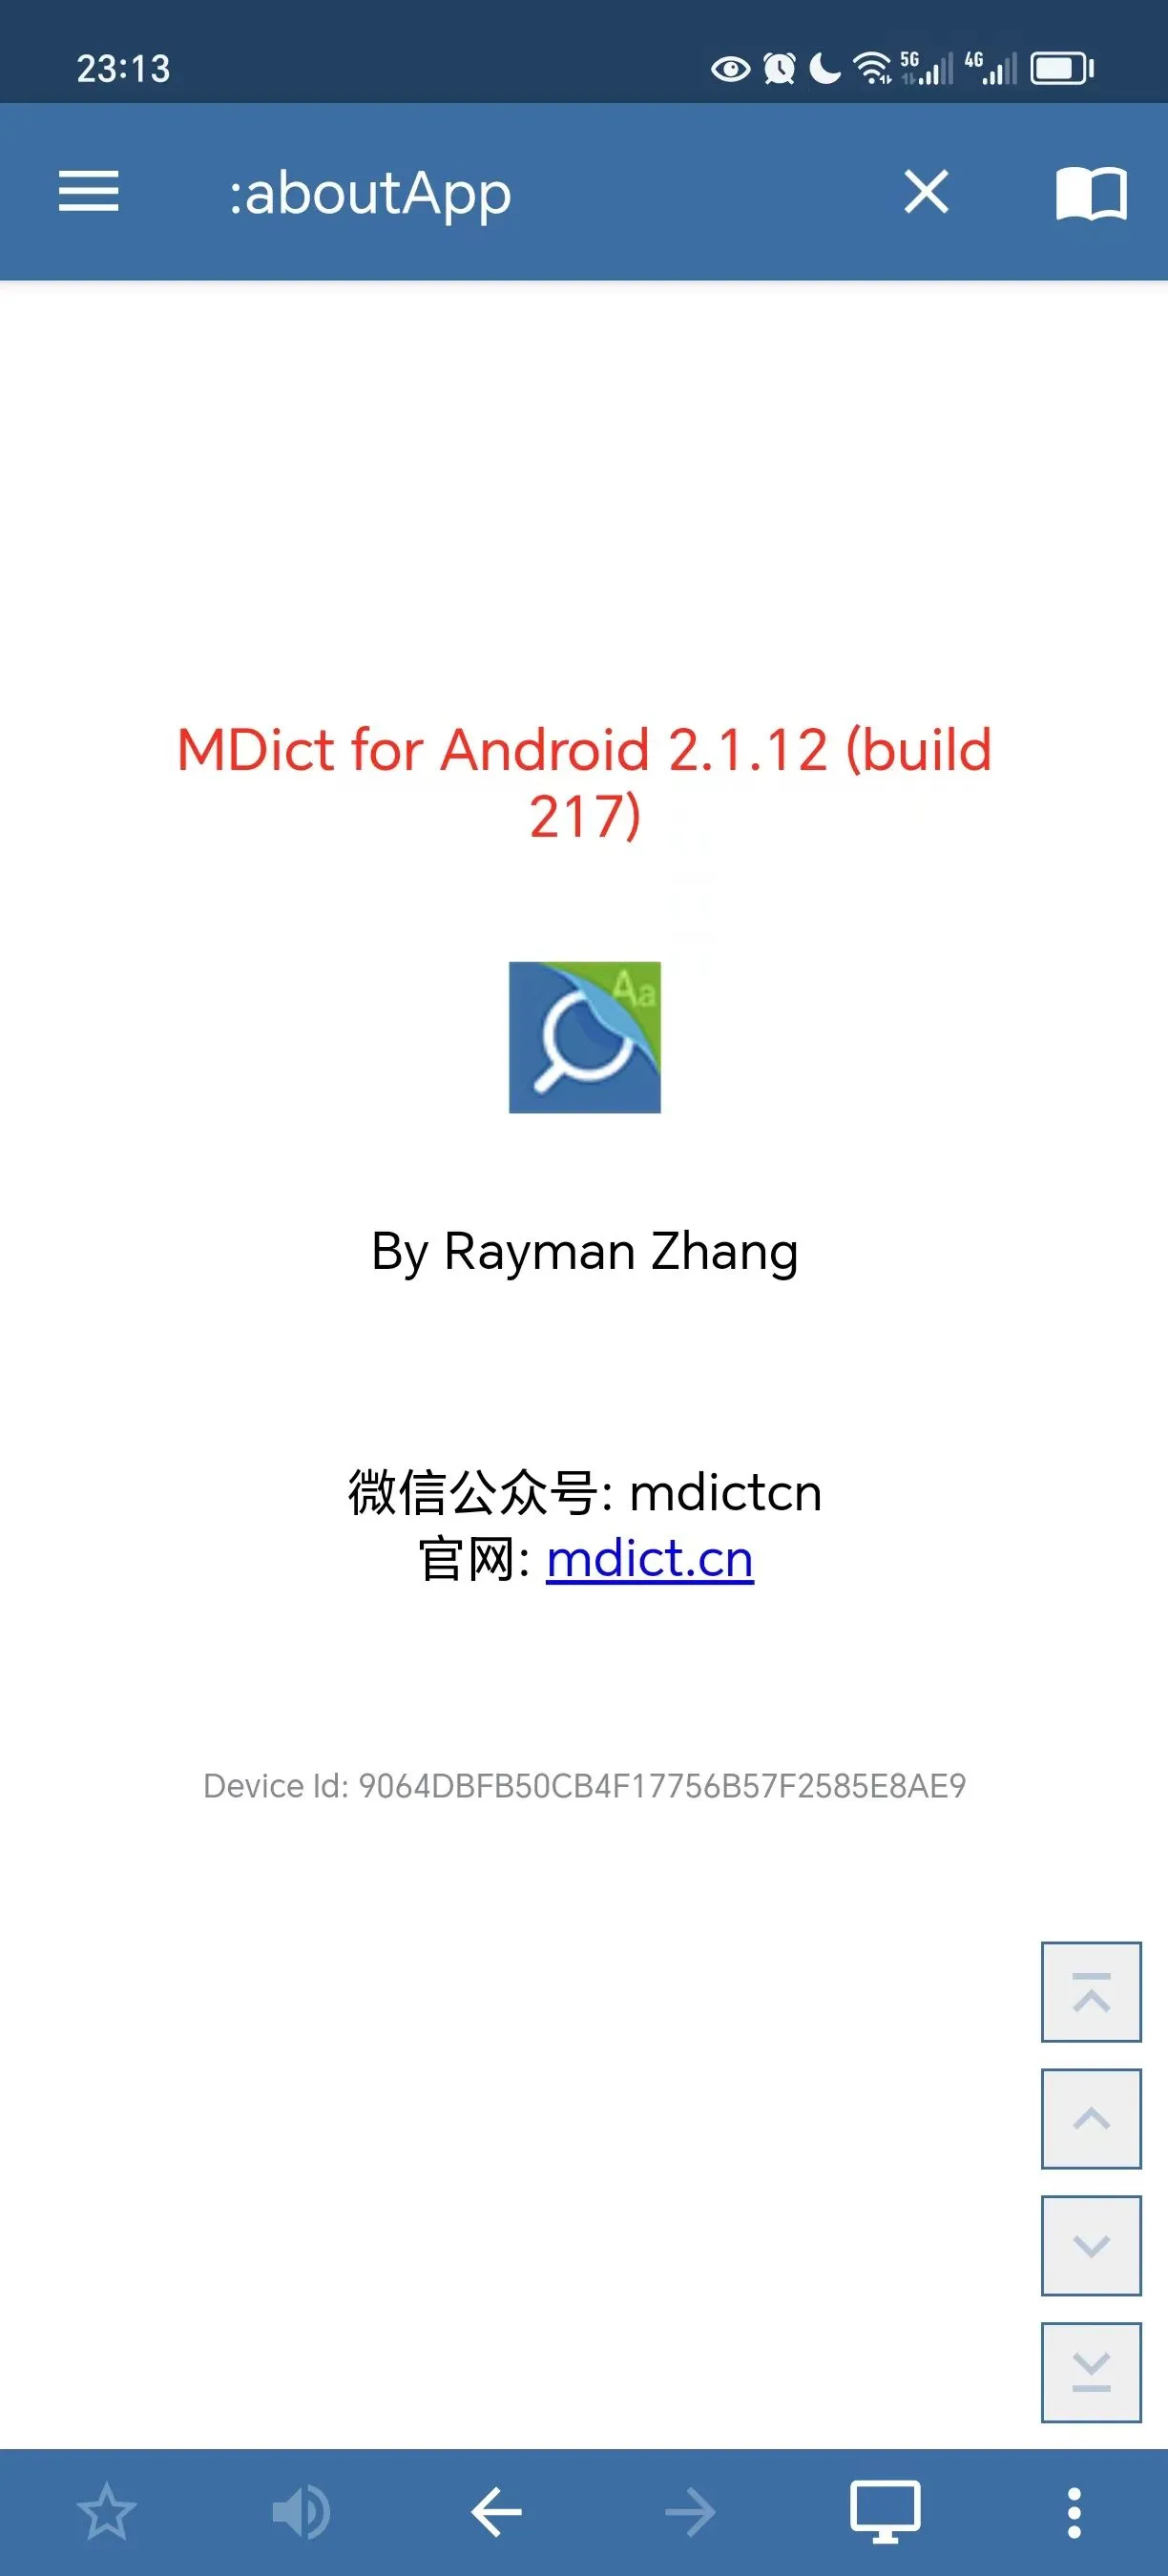 23:13
5G
4G
:aboutApp
MDict for Android 2.1.12 (build
217)
Aa
By Rayman Zhang
微信公众号: mdictcn
官网: mdict.cn
Device Id: 9064DBFB50CB4F17756B57F2585E8AE9